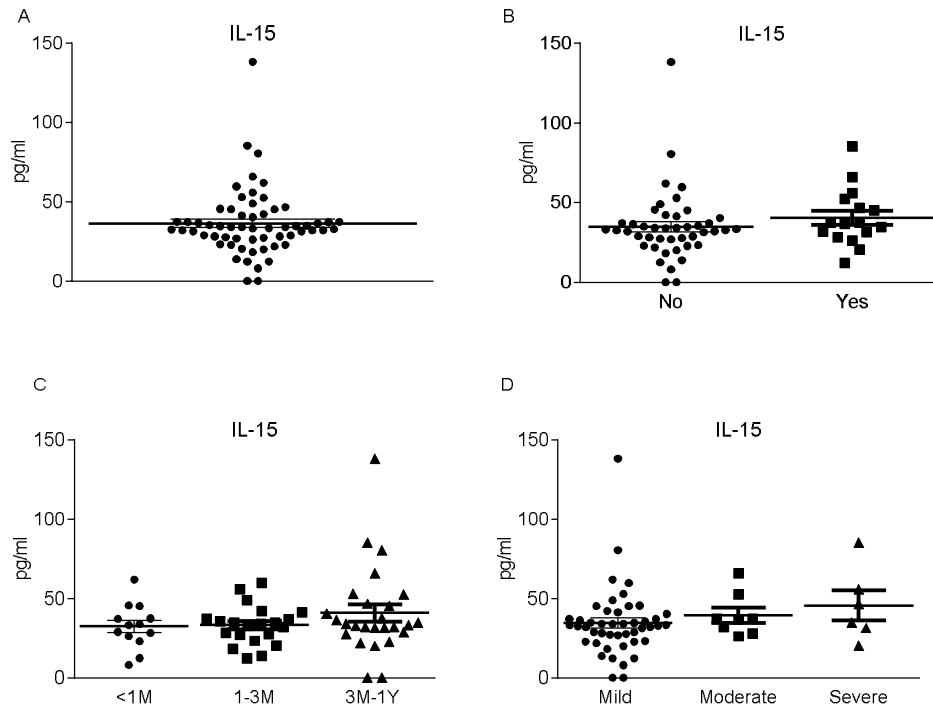 A
IL-15
150
100
50
0
pg/ml
B
IL-15
150
100
50
0
pg/ml
No Yes
C
IL-15
150
100
50
0
pg/ml
<1M 1-3M 3M-1Y
D
IL-15
150
100
50
0
pg/ml
Mild Moderate Severe